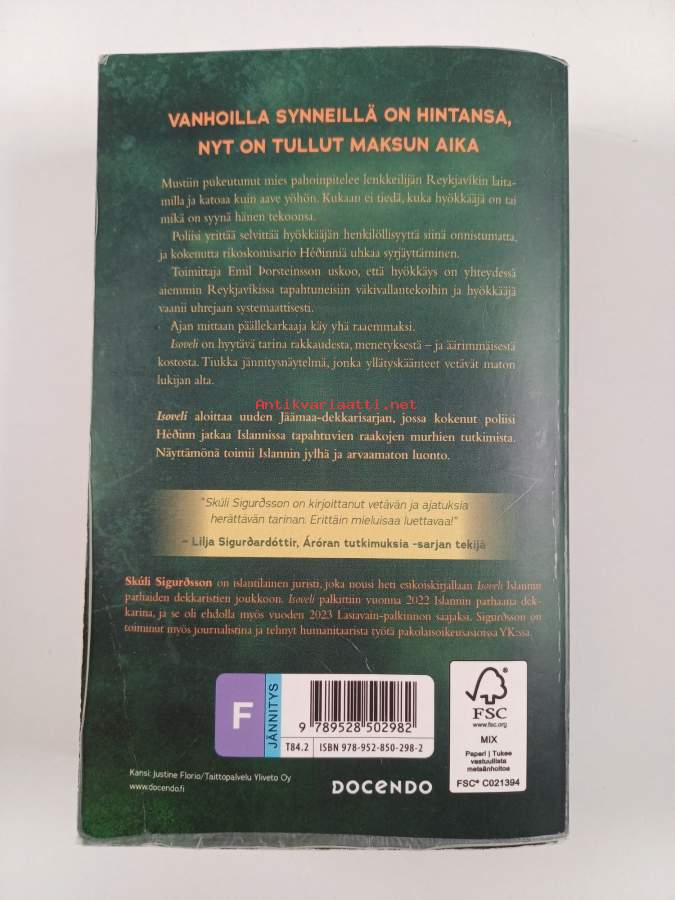 VANHOILLA SYNNEILLÄ ON HINTANSA,
NYT ON TULLUT MAKSUN AIKA
Mustiin pukeutunut mies pahoinpitelee lenkkeilijän Reykjavíkin laita-
milla ja katoaa kuin aave yöhön. Kukaan ei tiedä, kuka hyökkääjä on tai
mikä on syynä hänen tekoonsa.
Poliisi yrittää selvittää hyökkääjän henkilöllisyyttä siinä onnistumatta,
ja kokenutta rikoskomisario Héðinniä uhkaa syrjäyttäminen.
Toimittaja Emil Þorsteinsson uskoo, että hyökkäys on yhteydessä
aiemmin Reykjavíkissa tapahtuneisiin väkivallantekoihin ja hyökkääjä
vaanii uhrejaan systemaattisesti.
Ajan mittaan päällekarkaaja käy yhä raaemmaksi.
Isoveli on hyytävä tarina rakkaudesta, menetyksestä – ja äärimmäisestä
kostosta. Tiukka jännitysnäytelmä, jonka yllätyskäänteet vetävät maton
lukijan alta.
Antikvariaatti.net
Isoveli aloittaa uuden Jäämaa-dekkarisarjan, jossa kokenut poliisi
Héðinn jatkaa Islannissa tapahtuvien raakojen murhien tutkimista.
Näyttämönä toimii Islannin jylhä ja arvaamaton luonto.
"Skúli Sigurðsson on kirjoittanut vetävän ja ajatuksia
herättävän tarinan. Erittäin mieluisaa luettavaa!"
– Lilja Sigurðardóttir, Áróran tutkimuksia -sarjan tekijä
Skúli Sigurðsson on islantilainen juristi, joka nousi heti esikoiskirjallaan Isoveli Islannin
parhaiden dekkaristien joukkoon. Isoveli palkittiin vuonna 2022 Islannin parhaana dek-
karina, ja se oli ehdolla myös vuoden 2023 Lasiavain-palkinnon saajaksi. Sigurðsson on
toiminut myös journalistina ja tehnyt humanitaarista työtä pakolaisoikeusasioissa YK:ssa.
F
JÄNNITYS
9 789528 502982
T84.2 ISBN 978-952-850-298-2
FSC
www.fsc.org
MIX
Paperi | Tukee
vastuullista
metsänhoitoa
FSC® C021394
Kansi: Justine Florio/Taittopalvelu Yliveto Oy
www.docendo.fi
DOCENDO